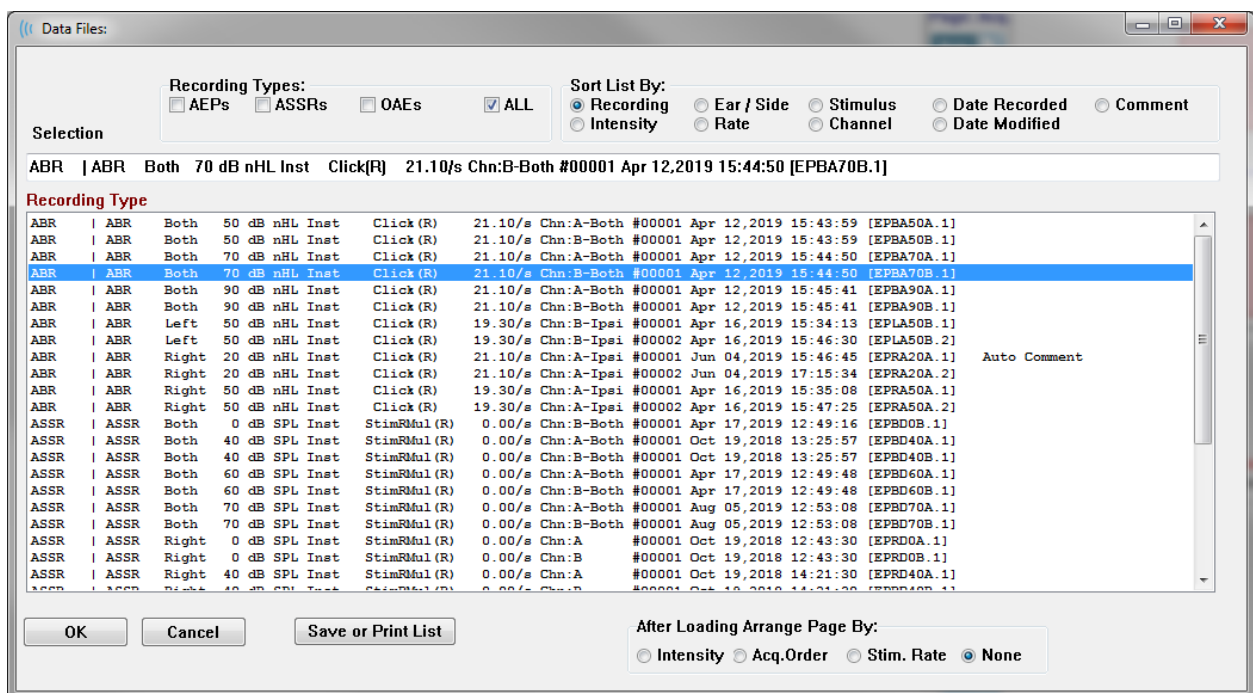 Data Files:
Recording Types:
AEPs ASSRs OAEs ALL
Sort List By:
Recording Ear / Side Stimulus Date Recorded Comment
Intensity Rate Channel Date Modified
Selection
ABR | ABR Both 70 dB nHL Inst Click(R) 21.10/s Chn:B-Both #00001 Apr 12,2019 15:44:50 [EPBA70B.1]
Recording Type
ABR | ABR Both 50 dB nHL Inst Click(R) 21.10/s Chn:A-Both #00001 Apr 12,2019 15:43:59 [EPBA50A.1]
ABR | ABR Both 50 dB nHL Inst Click(R) 21.10/s Chn:B-Both #00001 Apr 12,2019 15:43:59 [EPBA50B.1]
ABR | ABR Both 70 dB nHL Inst Click(R) 21.10/s Chn:A-Both #00001 Apr 12,2019 15:44:50 [EPBA70A.1]
ABR | ABR Both 70 dB nHL Inst Click(R) 21.10/s Chn:B-Both #00001 Apr 12,2019 15:44:50 [EPBA70B.1]
ABR | ABR Both 90 dB nHL Inst Click(R) 21.10/s Chn:A-Both #00001 Apr 12,2019 15:45:41 [EPBA90A.1]
ABR | ABR Both 90 dB nHL Inst Click(R) 21.10/s Chn:B-Both #00001 Apr 12,2019 15:45:41 [EPBA90B.1]
ABR | ABR Left 50 dB nHL Inst Click(R) 19.30/s Chn:B-Ipsi #00001 Apr 16,2019 15:34:13 [EPLA50B.1]
ABR | ABR Left 50 dB nHL Inst Click(R) 19.30/s Chn:B-Ipsi #00002 Apr 16,2019 15:46:30 [EPLA50B.2]
ABR | ABR Right 20 dB nHL Inst Click(R) 21.10/s Chn:A-Ipsi #00001 Jun 04,2019 15:46:45 [EPRA20A.1] Auto Comment
ABR | ABR Right 20 dB nHL Inst Click(R) 21.10/s Chn:A-Ipsi #00002 Jun 04,2019 17:15:34 [EPRA20A.2]
ABR | ABR Right 50 dB nHL Inst Click(R) 19.30/s Chn:A-Ipsi #00001 Apr 16,2019 15:35:08 [EPRA50A.1]
ABR | ABR Right 50 dB nHL Inst Click(R) 19.30/s Chn:A-Ipsi #00002 Apr 16,2019 15:47:25 [EPRA50A.2]
ASSR | ASSR Both 0 dB SPL Inst StimRMul(R) 0.00/s Chn:B-Both #00001 Apr 17,2019 12:49:16 [EPBD0B.1]
ASSR | ASSR Both 40 dB SPL Inst StimRMul(R) 0.00/s Chn:A-Both #00001 Oct 19,2018 13:25:57 [EPBD40A.1]
ASSR | ASSR Both 40 dB SPL Inst StimRMul(R) 0.00/s Chn:B-Both #00001 Oct 19,2018 13:25:57 [EPBD40B.1]
ASSR | ASSR Both 60 dB SPL Inst StimRMul(R) 0.00/s Chn:A-Both #00001 Apr 17,2019 12:49:48 [EPBD60A.1]
ASSR | ASSR Both 60 dB SPL Inst StimRMul(R) 0.00/s Chn:B-Both #00001 Apr 17,2019 12:49:48 [EPBD60B.1]
ASSR | ASSR Both 70 dB SPL Inst StimRMul(R) 0.00/s Chn:A-Both #00001 Aug 05,2019 12:53:08 [EPBD70A.1]
ASSR | ASSR Both 70 dB SPL Inst StimRMul(R) 0.00/s Chn:B-Both #00001 Aug 05,2019 12:53:08 [EPBD70B.1]
ASSR | ASSR Right 0 dB SPL Inst StimRMul(R) 0.00/s Chn:A #00001 Oct 19,2018 12:43:30 [EPRD0A.1]
ASSR | ASSR Right 0 dB SPL Inst StimRMul(R) 0.00/s Chn:B #00001 Oct 19,2018 12:43:30 [EPRD0B.1]
ASSR | ASSR Right 40 dB SPL Inst StimRMul(R) 0.00/s Chn:A #00001 Oct 19,2018 14:21:30 [EPRD40A.1]
OK Cancel Save or Print List
After Loading Arrange Page By:
Intensity Acq.Order Stim. Rate None